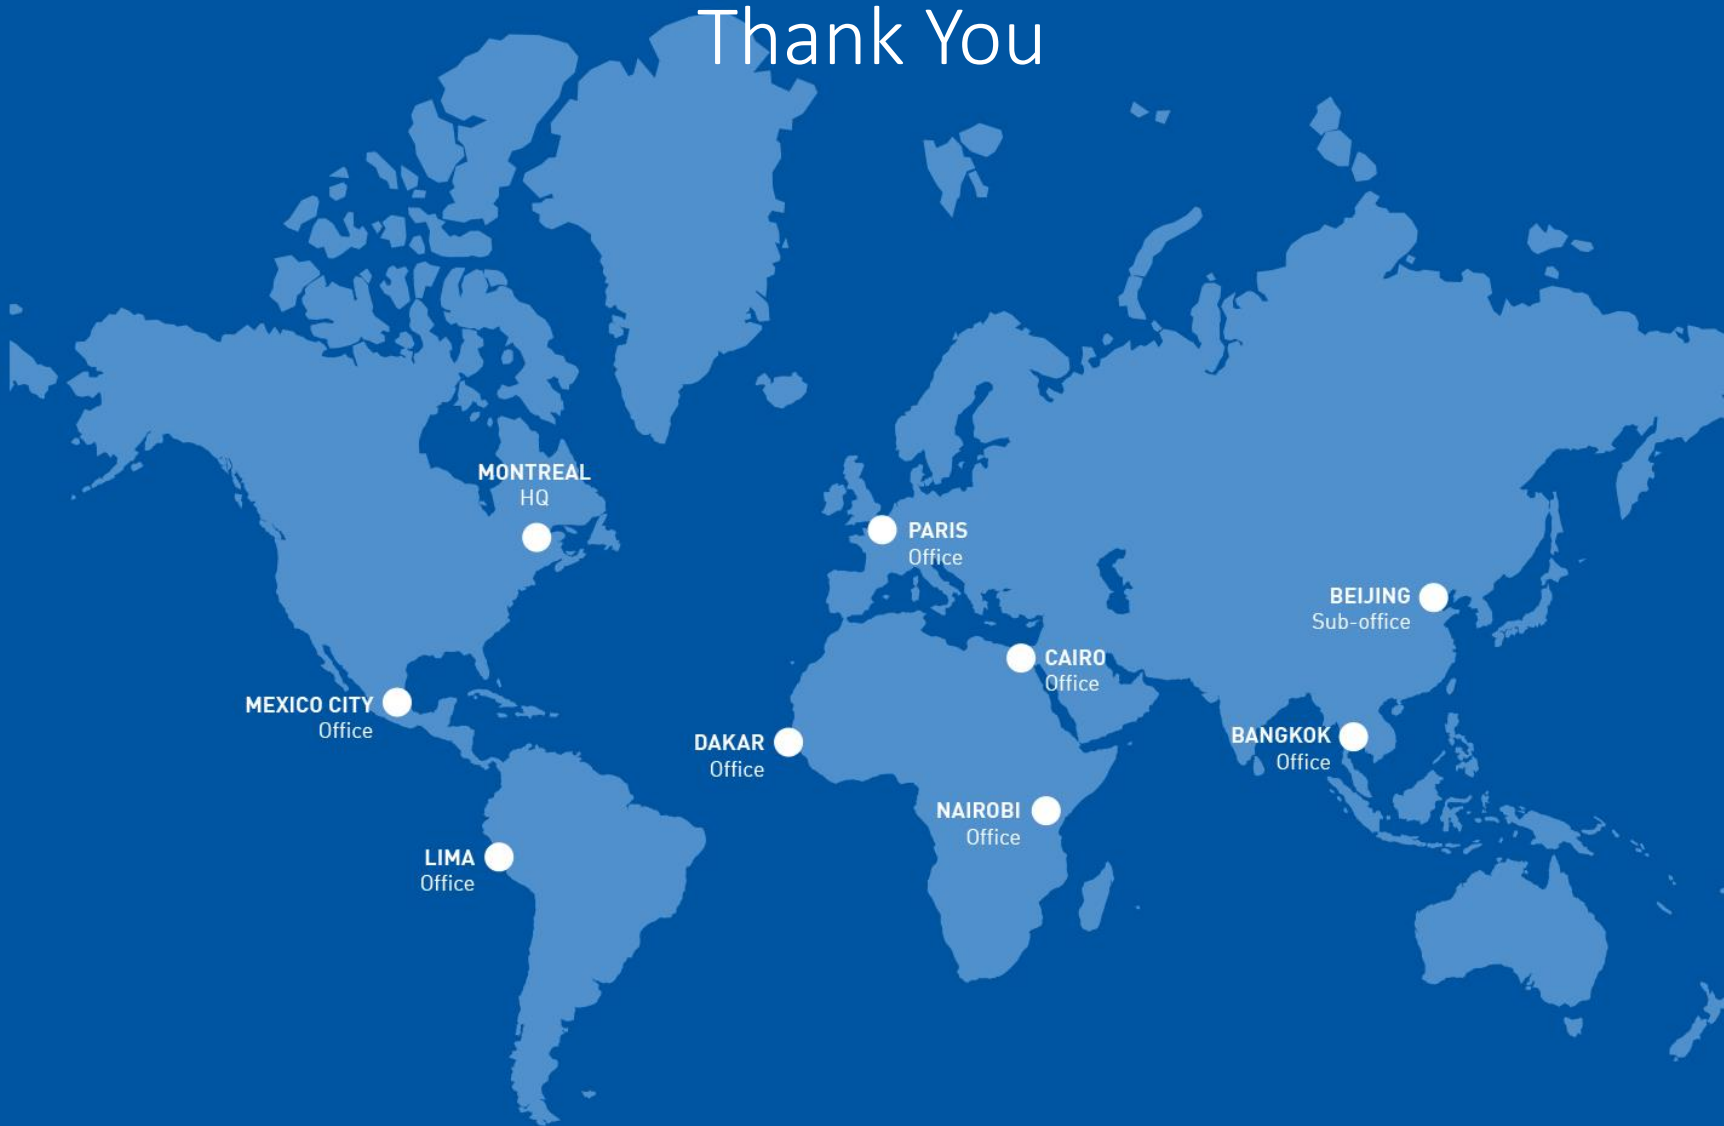 Thank You
MONTREAL
HQ
PARIS
Office
BEIJING
Sub-office
CAIRO
Office
MEXICO CITY
Office
DAKAR
Office
BANGKOK
Office
NAIROBI
Office
LIMA
Office